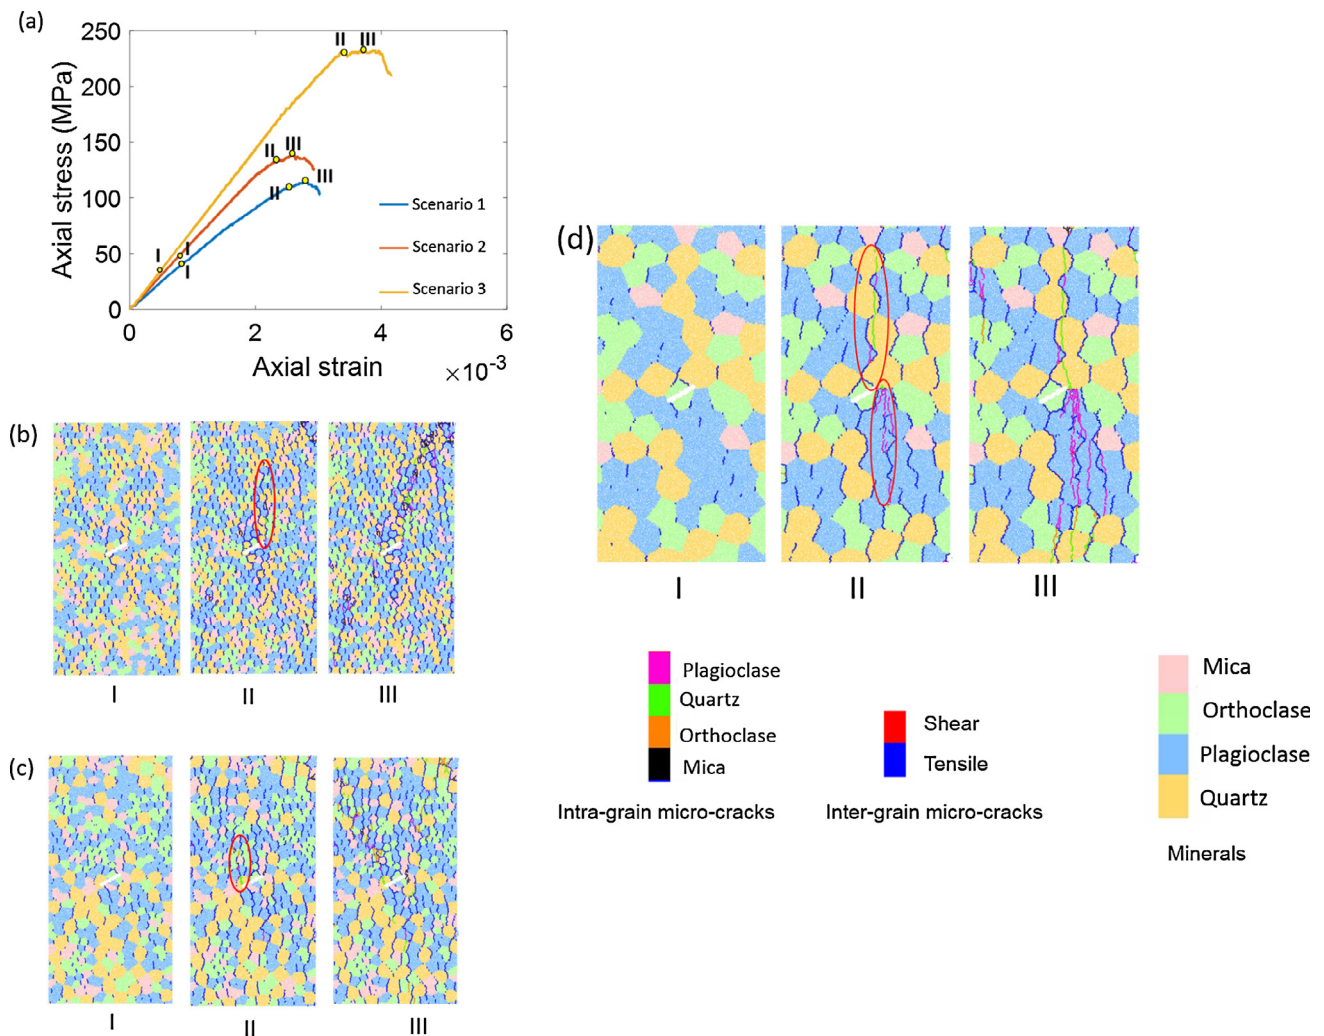 (a)
250
200
150
100
50
0
Axial stress (MPa)
II III
II III
II III
I I
I
Scenario 1
Scenario 2
Scenario 3
0 2 4 6
Axial strain ×10⁻³
(b)
I II III
(c)
I II III
(d)
I II III
Plagioclase
Quartz
Orthoclase
Mica
Intra-grain micro-cracks
Shear
Tensile
Inter-grain micro-cracks
Mica
Orthoclase
Plagioclase
Quartz
Minerals